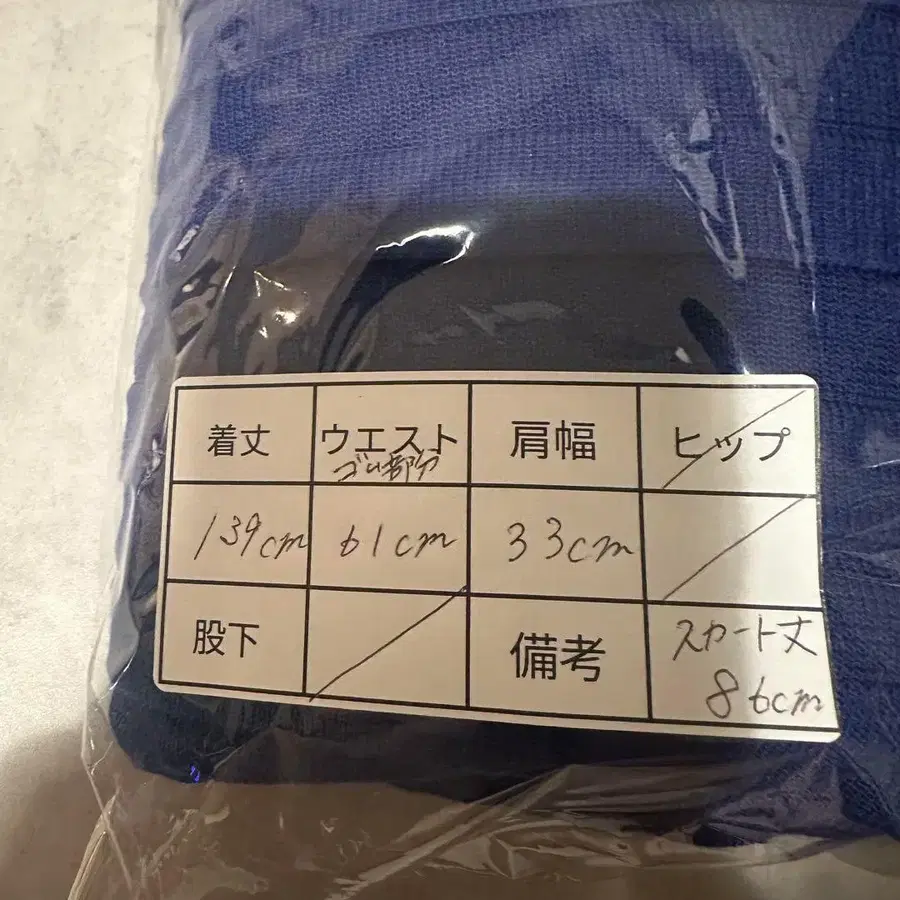 着丈 ウエスト 肩幅 ヒップ
ゴム部分
139cm 61cm 33cm
股下 備考 スカート丈
86cm